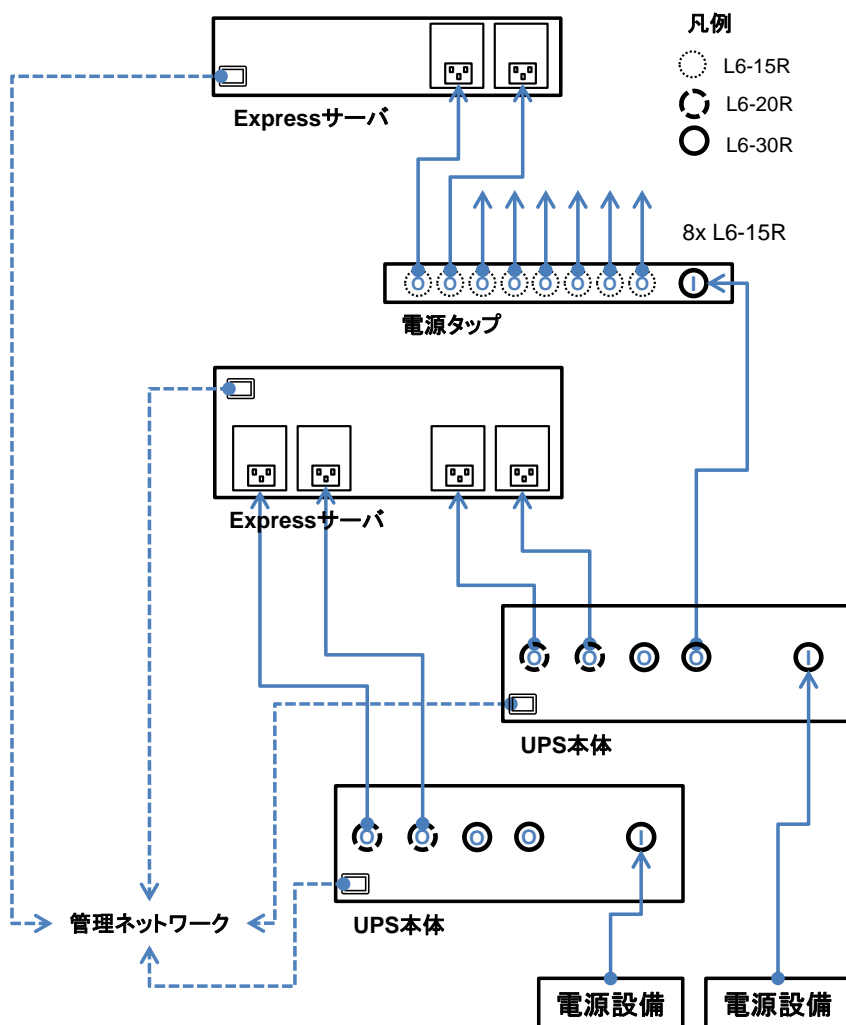 凡例
L6-15R
L6-20R
L6-30R
Expressサーバ
8x L6-15R
O O O O O O O O I
電源タップ
Expressサーバ
O O O O I
UPS本体
O O O O I
UPS本体
管理ネットワーク
電源設備
電源設備